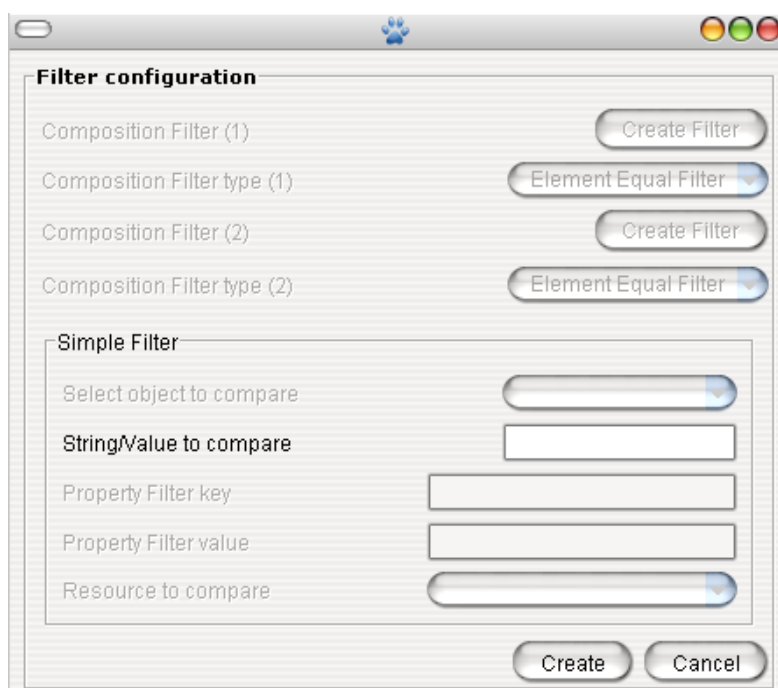 Filter configuration
Composition Filter (1) Create Filter
Composition Filter type (1) Element Equal Filter
Composition Filter (2) Create Filter
Composition Filter type (2) Element Equal Filter
Simple Filter
Select object to compare
String/Value to compare
Property Filter key
Property Filter value
Resource to compare
Create Cancel